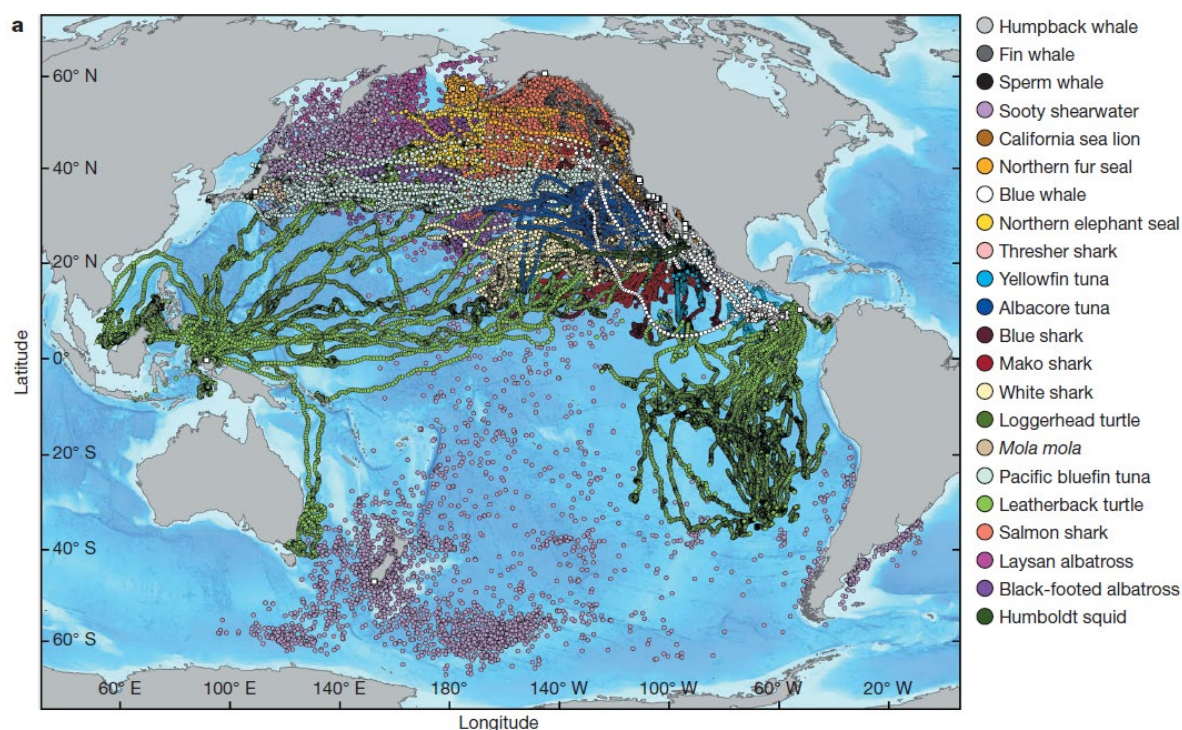 a
Humpback whale
Fin whale
Sperm whale
Sooty shearwater
California sea lion
Northern fur seal
Blue whale
Northern elephant seal
Thresher shark
Yellowfin tuna
Albacore tuna
Blue shark
Mako shark
White shark
Loggerhead turtle
Mola mola
Pacific bluefin tuna
Leatherback turtle
Salmon shark
Laysan albatross
Black-footed albatross
Humboldt squid
60° N
40° N
20° N
0°
20° S
40° S
60° S
Latitude
60° E
100° E
140° E
180°
140° W
100° W
60° W
20° W
Longitude